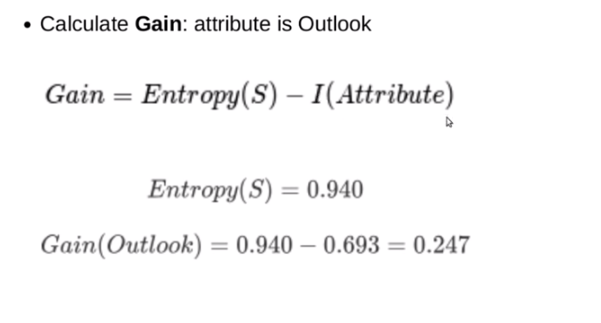 • Calculate Gain: attribute is Outlook
Gain = Entropy(S) − I(Attribute)
Entropy(S) = 0.940
Gain(Outlook) = 0.940 − 0.693 = 0.247